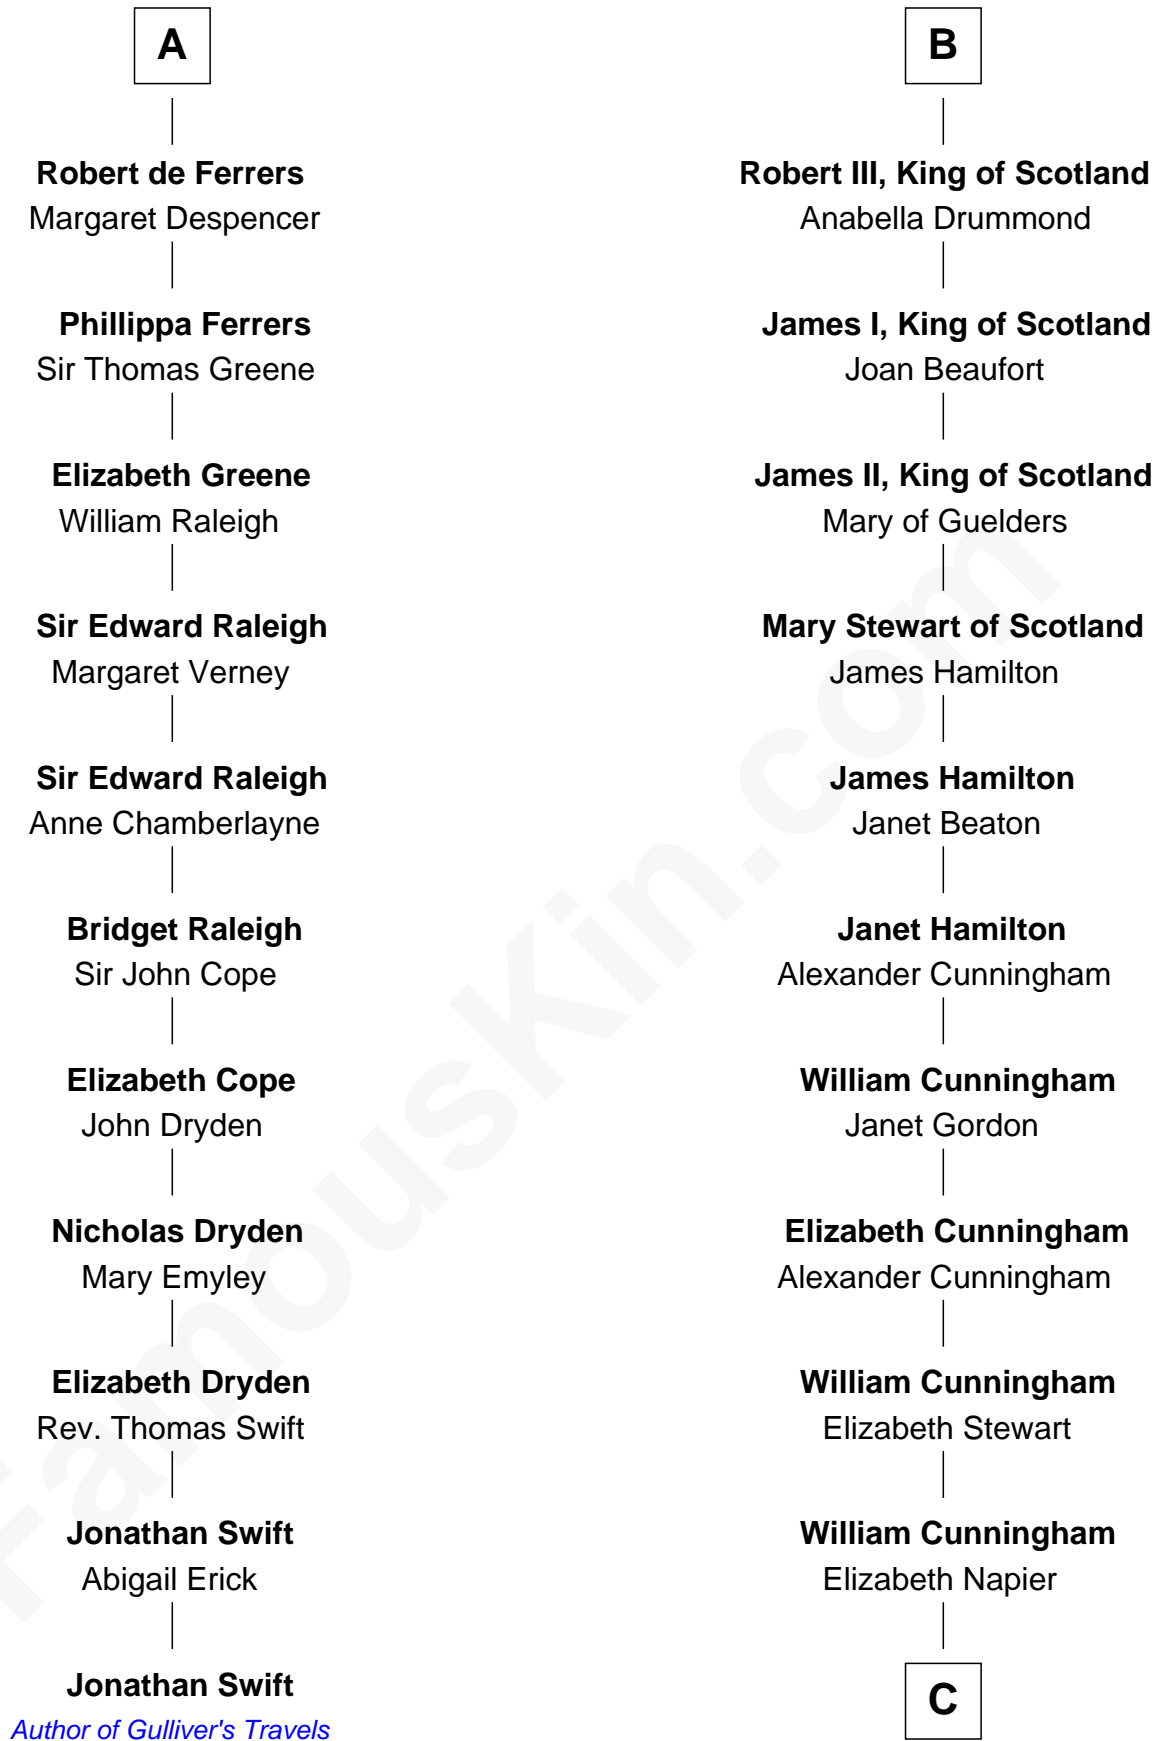 A
Robert de Ferrers
Margaret Despencer
Phillippa Ferrers
Sir Thomas Greene
Elizabeth Greene
William Raleigh
Sir Edward Raleigh
Margaret Verney
Sir Edward Raleigh
Anne Chamberlayne
Bridget Raleigh
Sir John Cope
Elizabeth Cope
John Dryden
Nicholas Dryden
Mary Emyley
Elizabeth Dryden
Rev. Thomas Swift
Jonathan Swift
Abigail Erick
Jonathan Swift
Author of Gulliver's Travels
B
Robert III, King of Scotland
Anabella Drummond
James I, King of Scotland
Joan Beaufort
James II, King of Scotland
Mary of Guelders
Mary Stewart of Scotland
James Hamilton
James Hamilton
Janet Beaton
Janet Hamilton
Alexander Cunningham
William Cunningham
Janet Gordon
Elizabeth Cunningham
Alexander Cunningham
William Cunningham
Elizabeth Stewart
William Cunningham
Elizabeth Napier
C
FamousKin.com